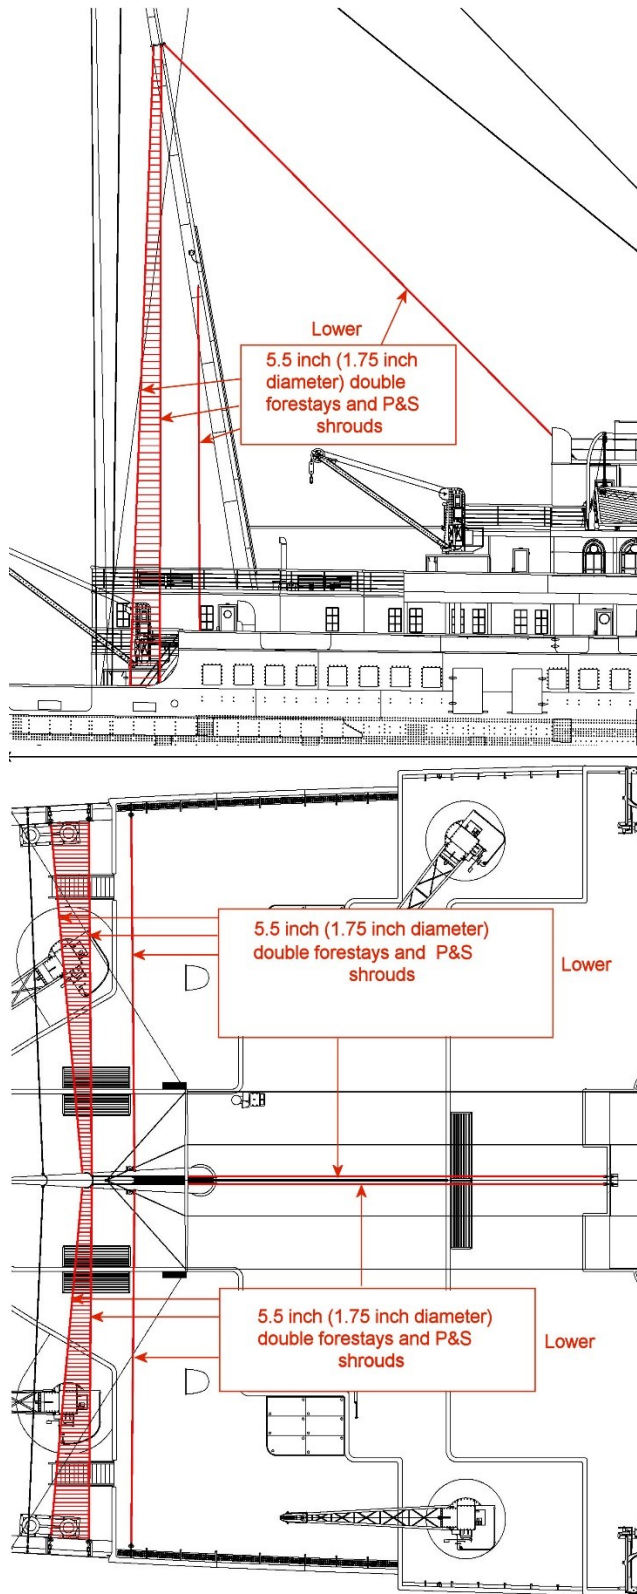 Lower
5.5 inch (1.75 inch
diameter) double
forestays and P&S
shrouds
5.5 inch (1.75 inch diameter)
double forestays and P&S
shrouds
Lower
5.5 inch (1.75 inch diameter)
double forestays and P&S
shrouds
Lower